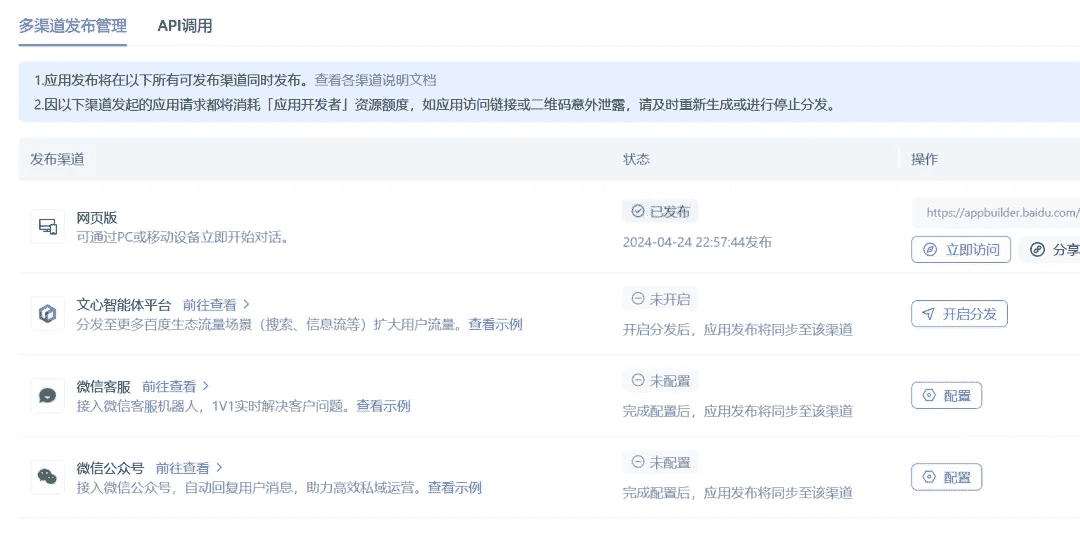 多渠道发布管理 API调用
1.应用发布将在以下所有可发布渠道同时发布。查看各渠道说明文档
2.因以下渠道发起的应用请求都将消耗「应用开发者」资源额度，如应用访问链接或二维码意外泄露，请及时重新生成或进行停止分发。
发布渠道 状态 操作
网页版
可通过PC或移动设备立即开始对话。
已发布
2024-04-24 22:57:44发布
https://appbuilder.baidu.com/
立即访问 分享
文心智能体平台 前往查看 >
分发至更多百度生态流量场景（搜索、信息流等）扩大用户流量。查看示例
未开启
开启分发后，应用发布将同步至该渠道
开启分发
微信客服 前往查看 >
接入微信客服机器人，1V1实时解决客户问题。查看示例
未配置
完成配置后，应用发布将同步至该渠道
配置
微信公众号 前往查看 >
接入微信公众号，自动回复用户消息，助力高效私域运营。查看示例
未配置
完成配置后，应用发布将同步至该渠道
配置